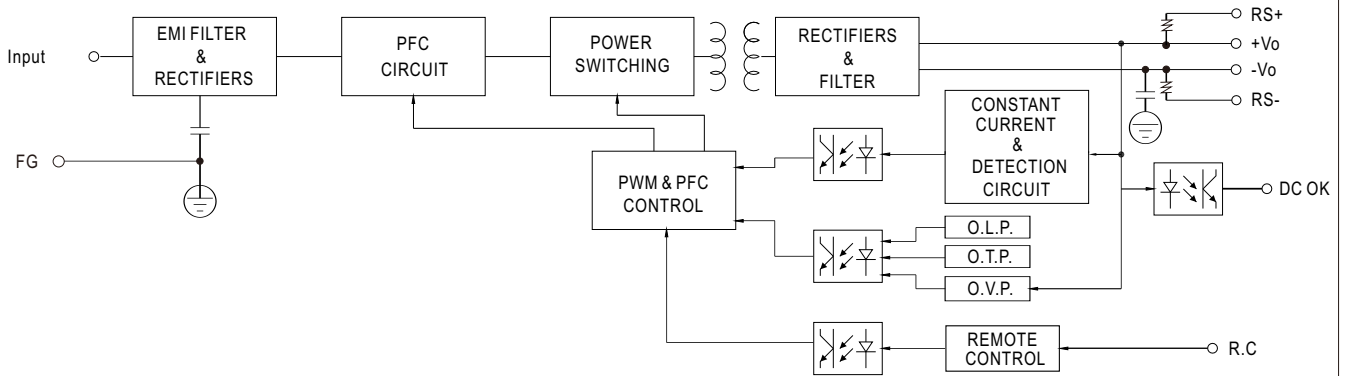 Input
EMI FILTER
&
RECTIFIERS
PFC
CIRCUIT
POWER
SWITCHING
RECTIFIERS
&
FILTER
RS+
+Vo
-Vo
RS-
CONSTANT
CURRENT
&
DETECTION
CIRCUIT
FG
PWM & PFC
CONTROL
DC OK
O.L.P.
O.T.P.
O.V.P.
REMOTE
CONTROL
R.C